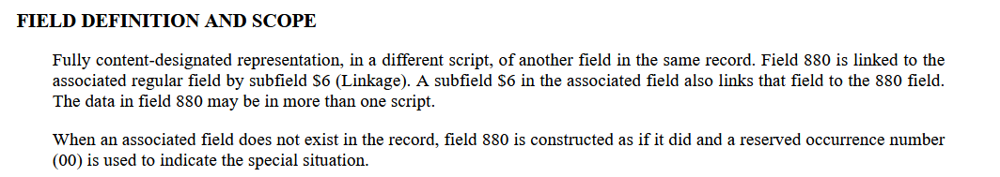 FIELD DEFINITION AND SCOPE
Fully content-designated representation, in a different script, of another field in the same record. Field 880 is linked to the
associated regular field by subfield $6 (Linkage). A subfield $6 in the associated field also links that field to the 880 field.
The data in field 880 may be in more than one script.
When an associated field does not exist in the record, field 880 is constructed as if it did and a reserved occurrence number
(00) is used to indicate the special situation.